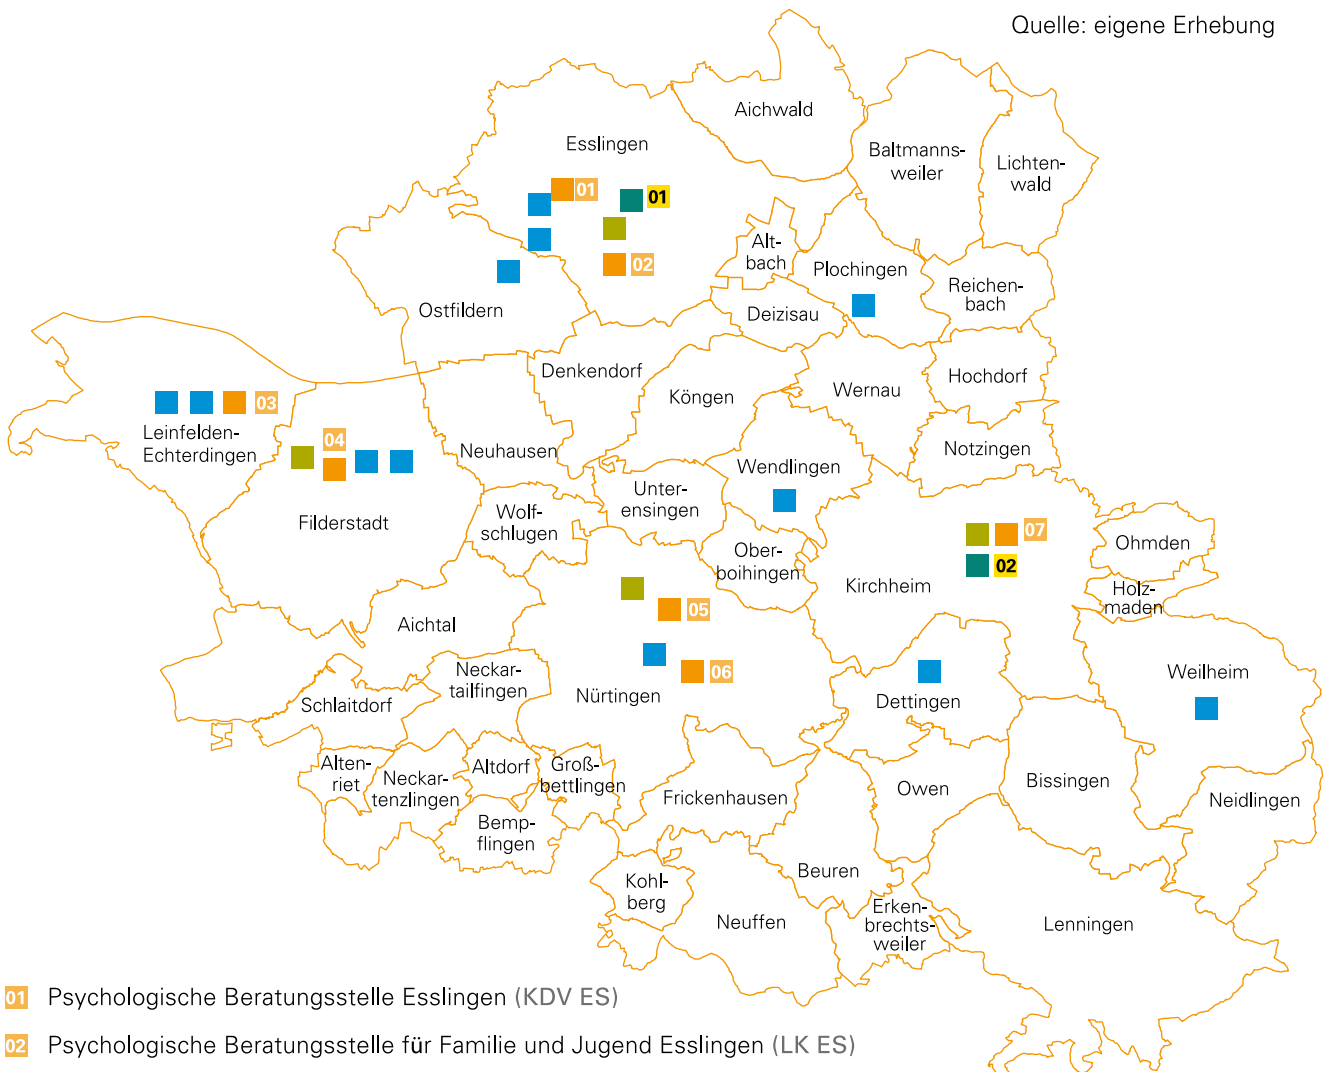 Quelle: eigene Erhebung
Aichwald
Esslingen
Baltmanns-
weiler
Lichten-
wald
01
01
02
Alt-
bach
Plochingen
Reichen-
bach
Ostfildern
Deizisau
Denkendorf
Köngen
Wernau
Hochdorf
03
Leinfelden-
Echterdingen
04
Neuhausen
Notzingen
Wendlingen
Unter-
ensingen
Wolf-
schlugen
Filderstadt
07
Ohmden
Ober-
boihingen
02
Kirchheim
Holz-
maden
05
Aichtal
06
Neckar-
tailfingen
Nürtingen
Weilheim
Schlaitdorf
Dettingen
Alten-
riet
Neckar-
tenzlingen
Altdorf
Groß-
bettlingen
Frickenhausen
Owen
Bissingen
Neidlingen
Bemp-
flingen
Beuren
Kohl-
berg
Neuffen
Erken-
brechts-
weiler
Lenningen
01 Psychologische Beratungsstelle Esslingen (KDV ES)
02 Psychologische Beratungsstelle für Familie und Jugend Esslingen (LK ES)